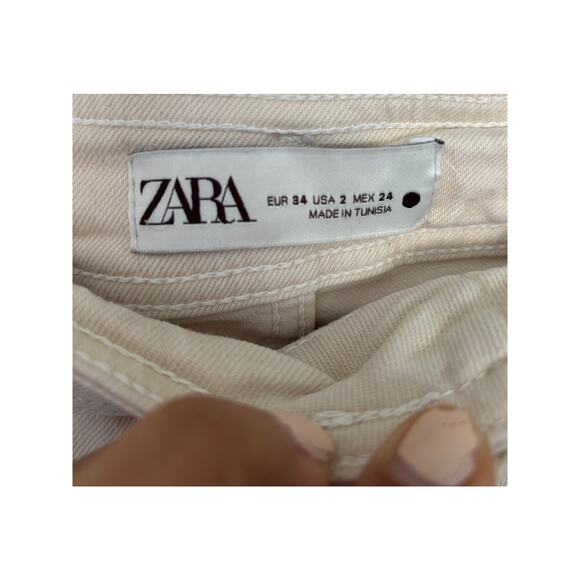 ZARA
EUR 34 USA 2 MEX 24
MADE IN TUNISIA